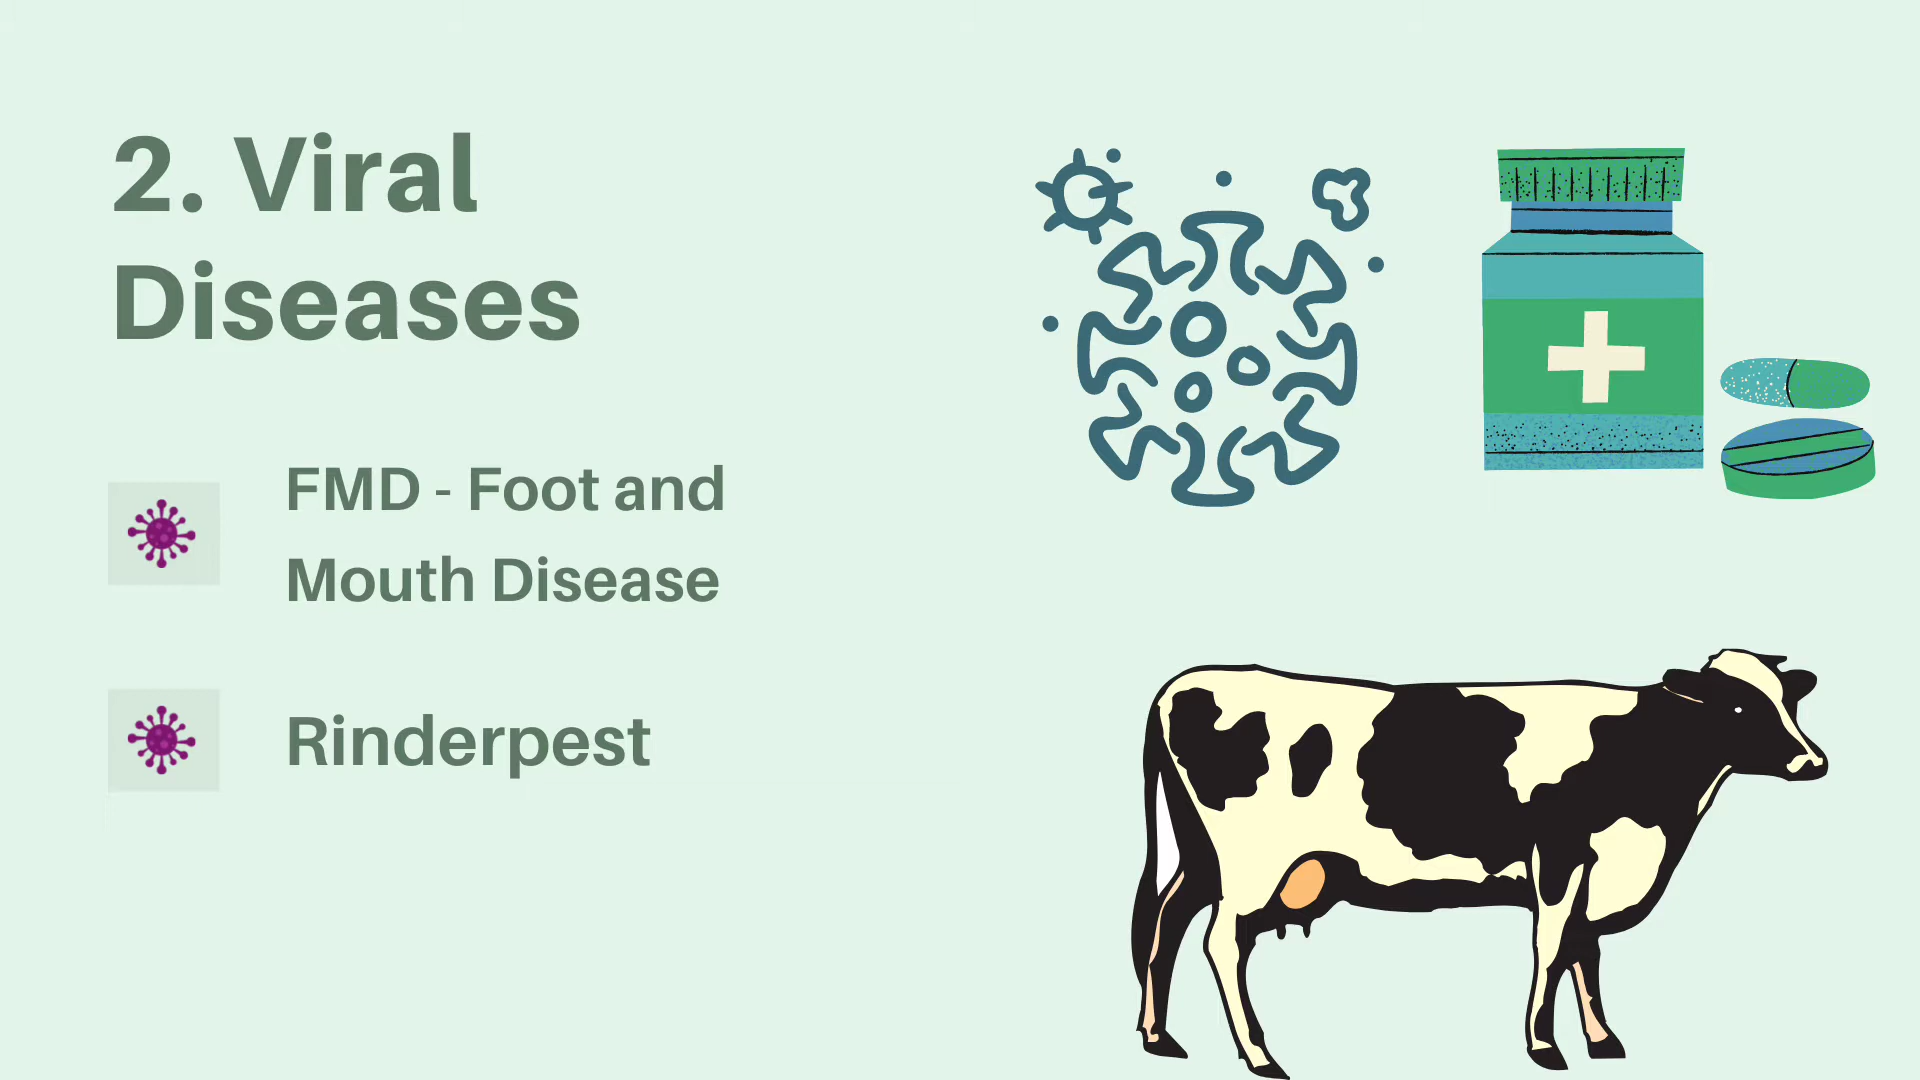 2. Viral
Diseases
FMD - Foot and
Mouth Disease
Rinderpest